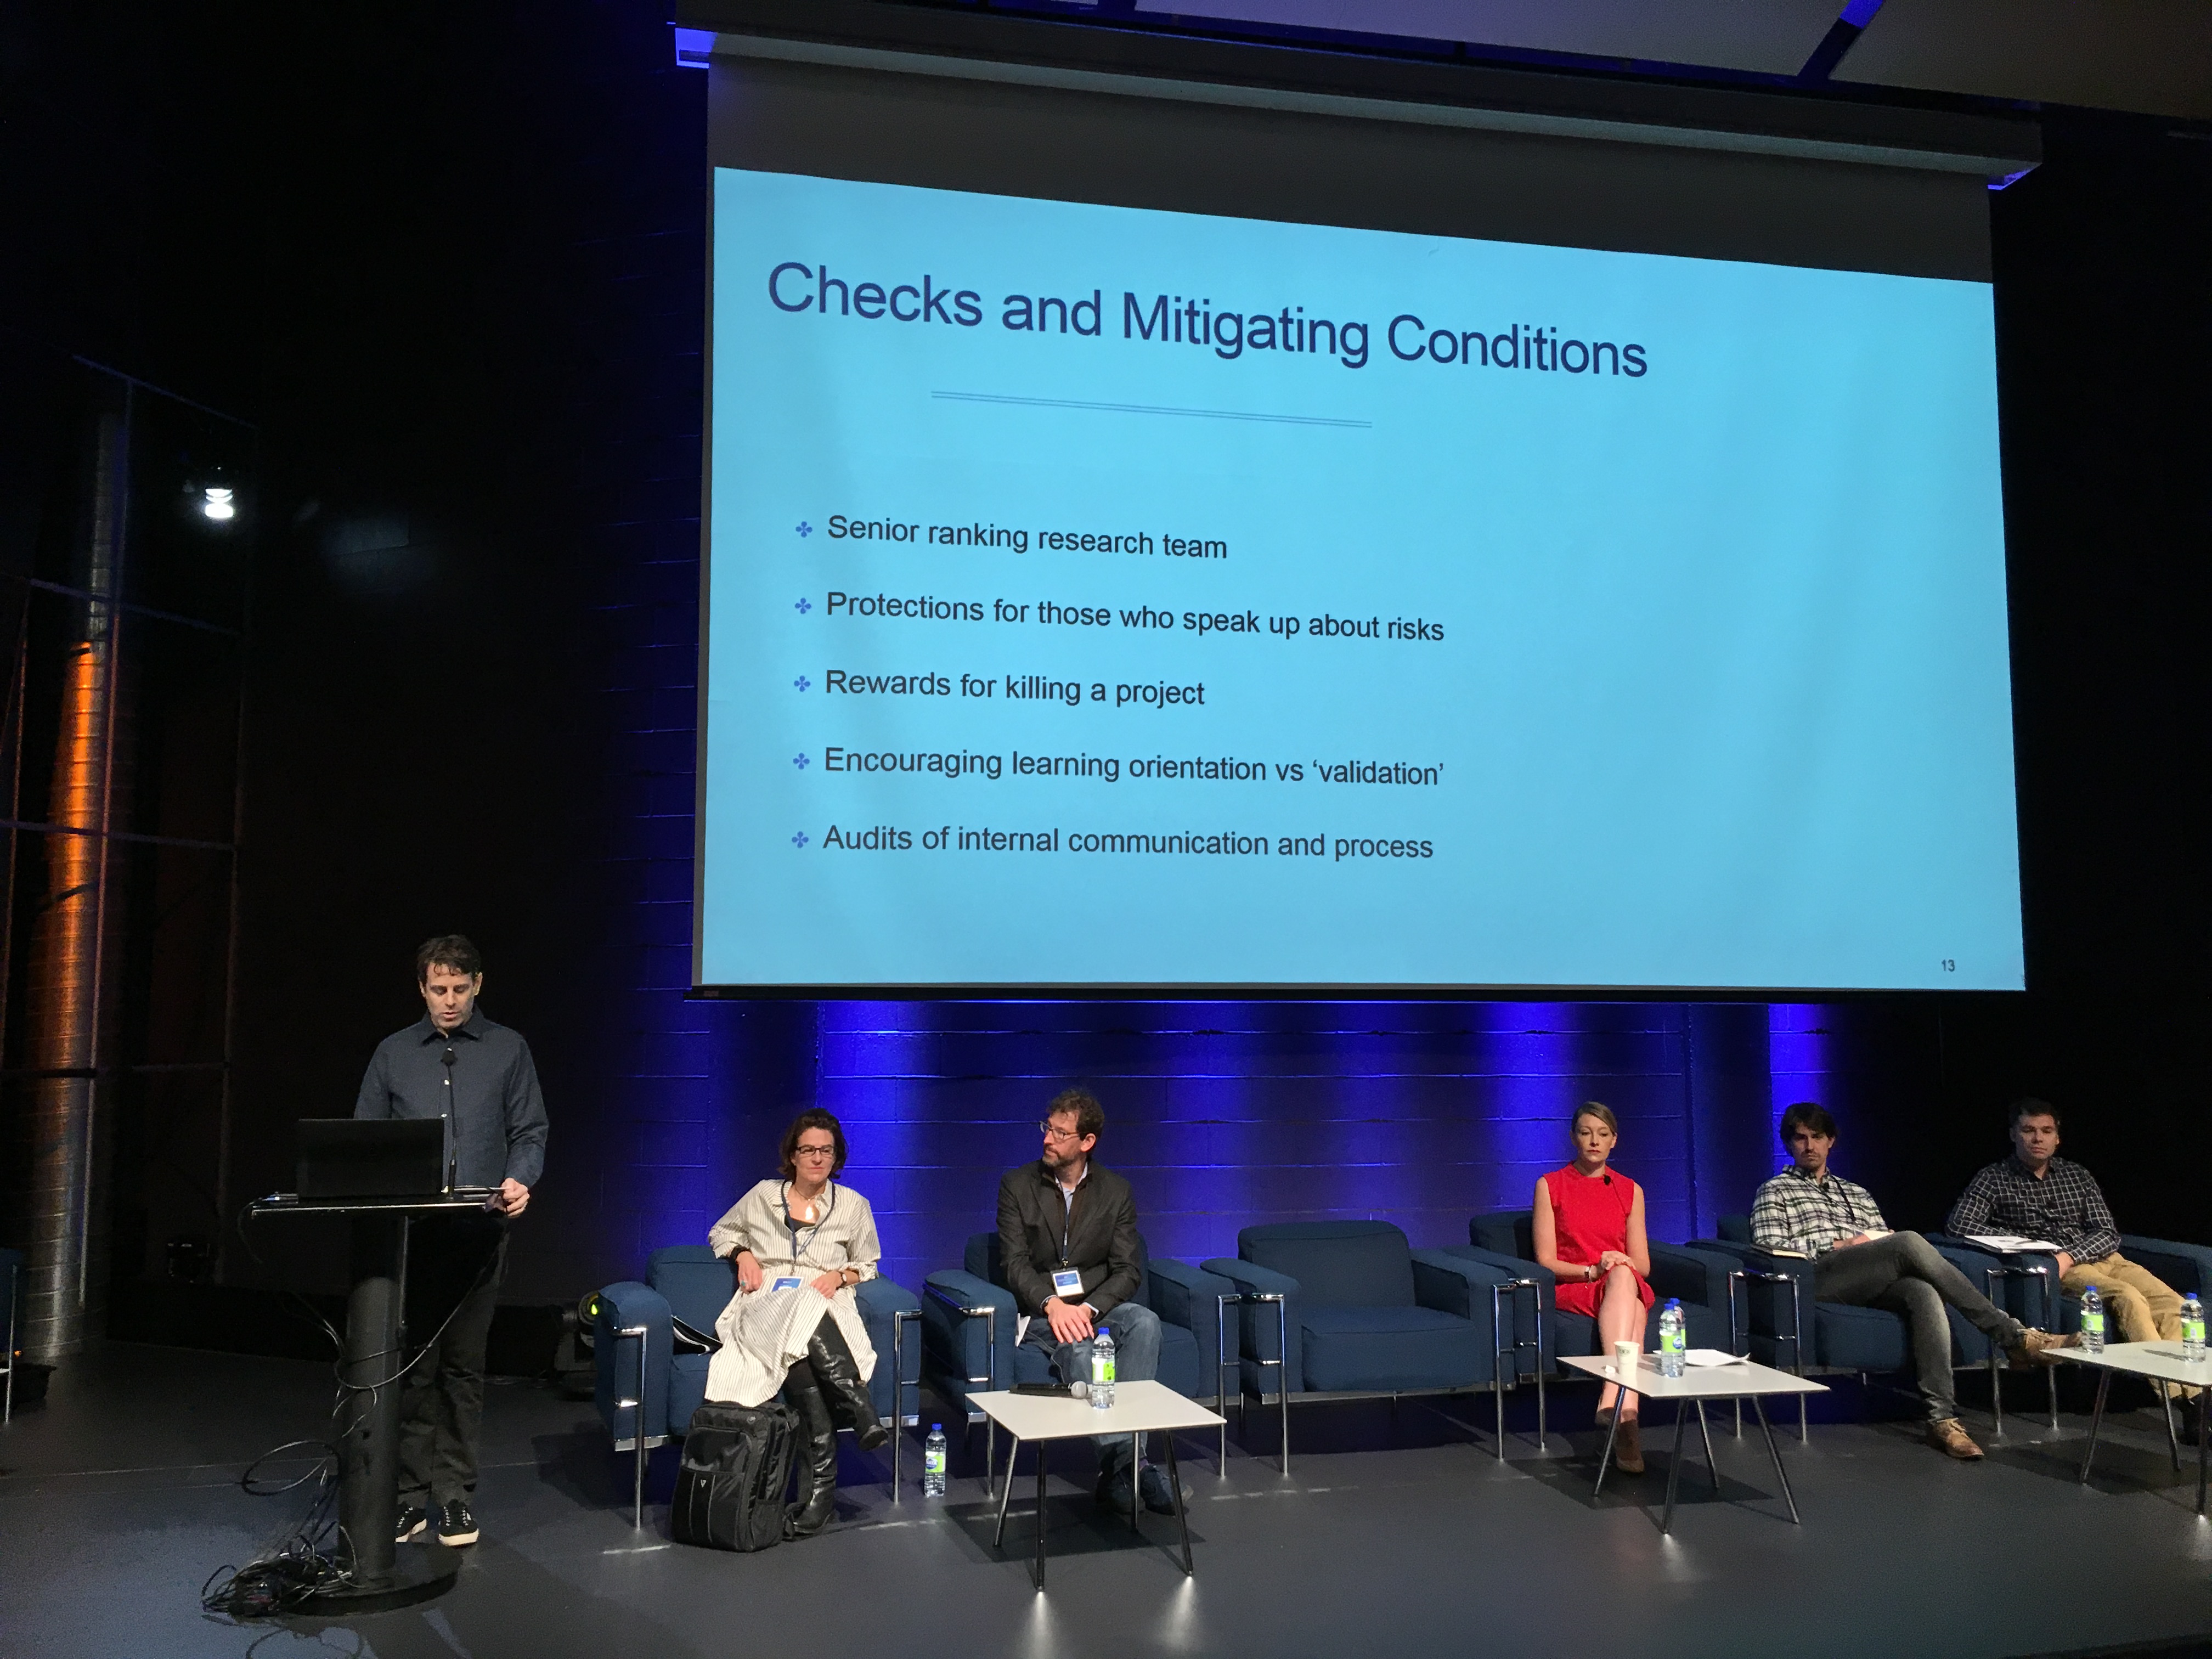 Checks and Mitigating Conditions
Senior ranking research team
Protections for those who speak up about risks
Rewards for killing a project
Encouraging learning orientation vs ‘validation’
Audits of internal communication and process
13